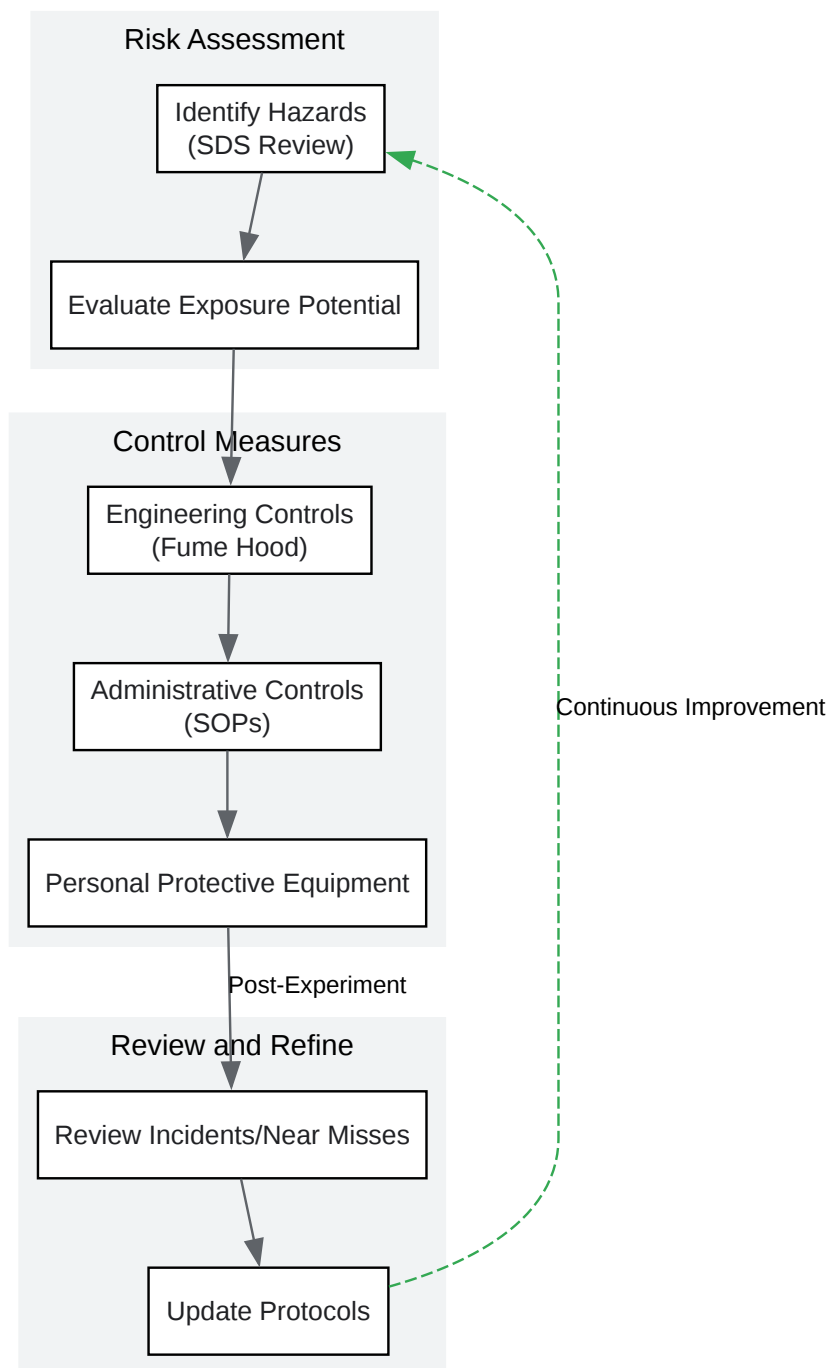 Risk Assessment
Identify Hazards
(SDS Review)
Evaluate Exposure Potential
Control Measures
Engineering Controls
(Fume Hood)
Administrative Controls
(SOPs)
Continuous Improvement
Personal Protective Equipment
Post-Experiment
Review and Refine
Review Incidents/Near Misses
Update Protocols